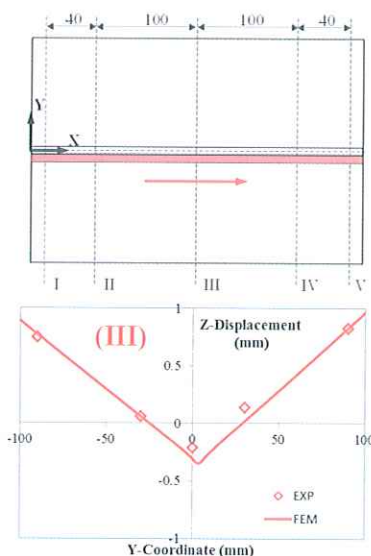 40 100 100 40
Y
X
I II III IV V
1
(III) Z-Displacement
(mm)
0.5
0
-100 -50 0 50 100
-0.5
EXP
FEM
-1
Y-Coordinate (mm)